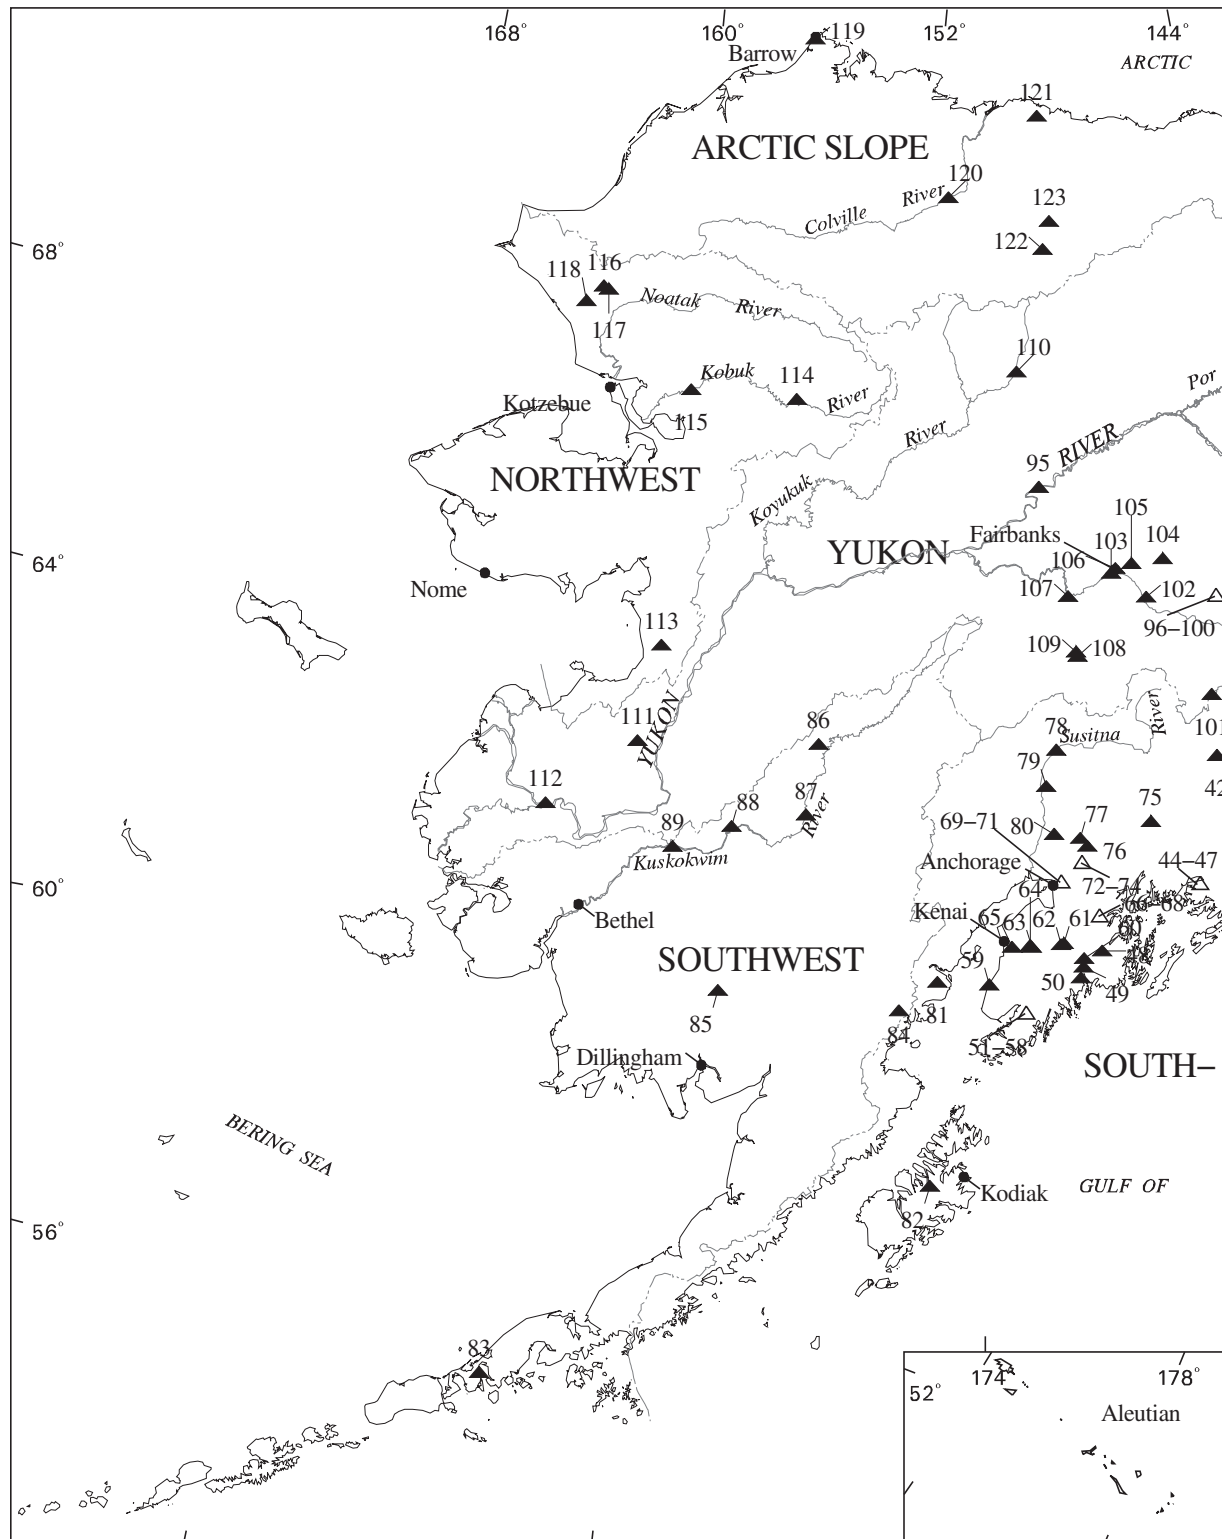 168°
160°
152°
144°
119
Barrow
ARCTIC
121
ARCTIC SLOPE
120
River
Colville
123
122
68°
118
116
117
Noatak
River
110
Kobuk
114
River
Kotzebue
115
Por
River
RIVER
95
NORTHWEST
Koyukuk
105
Fairbanks
103
104
YUKON
106
64°
107
102
Nome
96–100
113
109
108
111
YUKON
86
78
Susitna
River
101
79
42
112
88
87
River
75
69–71
80
77
89
76
Kuskokwim
Anchorage
44–47
64
72–74
60°
66–68
Kenai
65
63
62
61
60
Bethel
48
SOUTHWEST
59
50
49
85
81
84
51–58
Dillingham
SOUTH–
BERING SEA
Kodiak
GULF OF
82
56°
83
174°
178°
52°
Aleutian